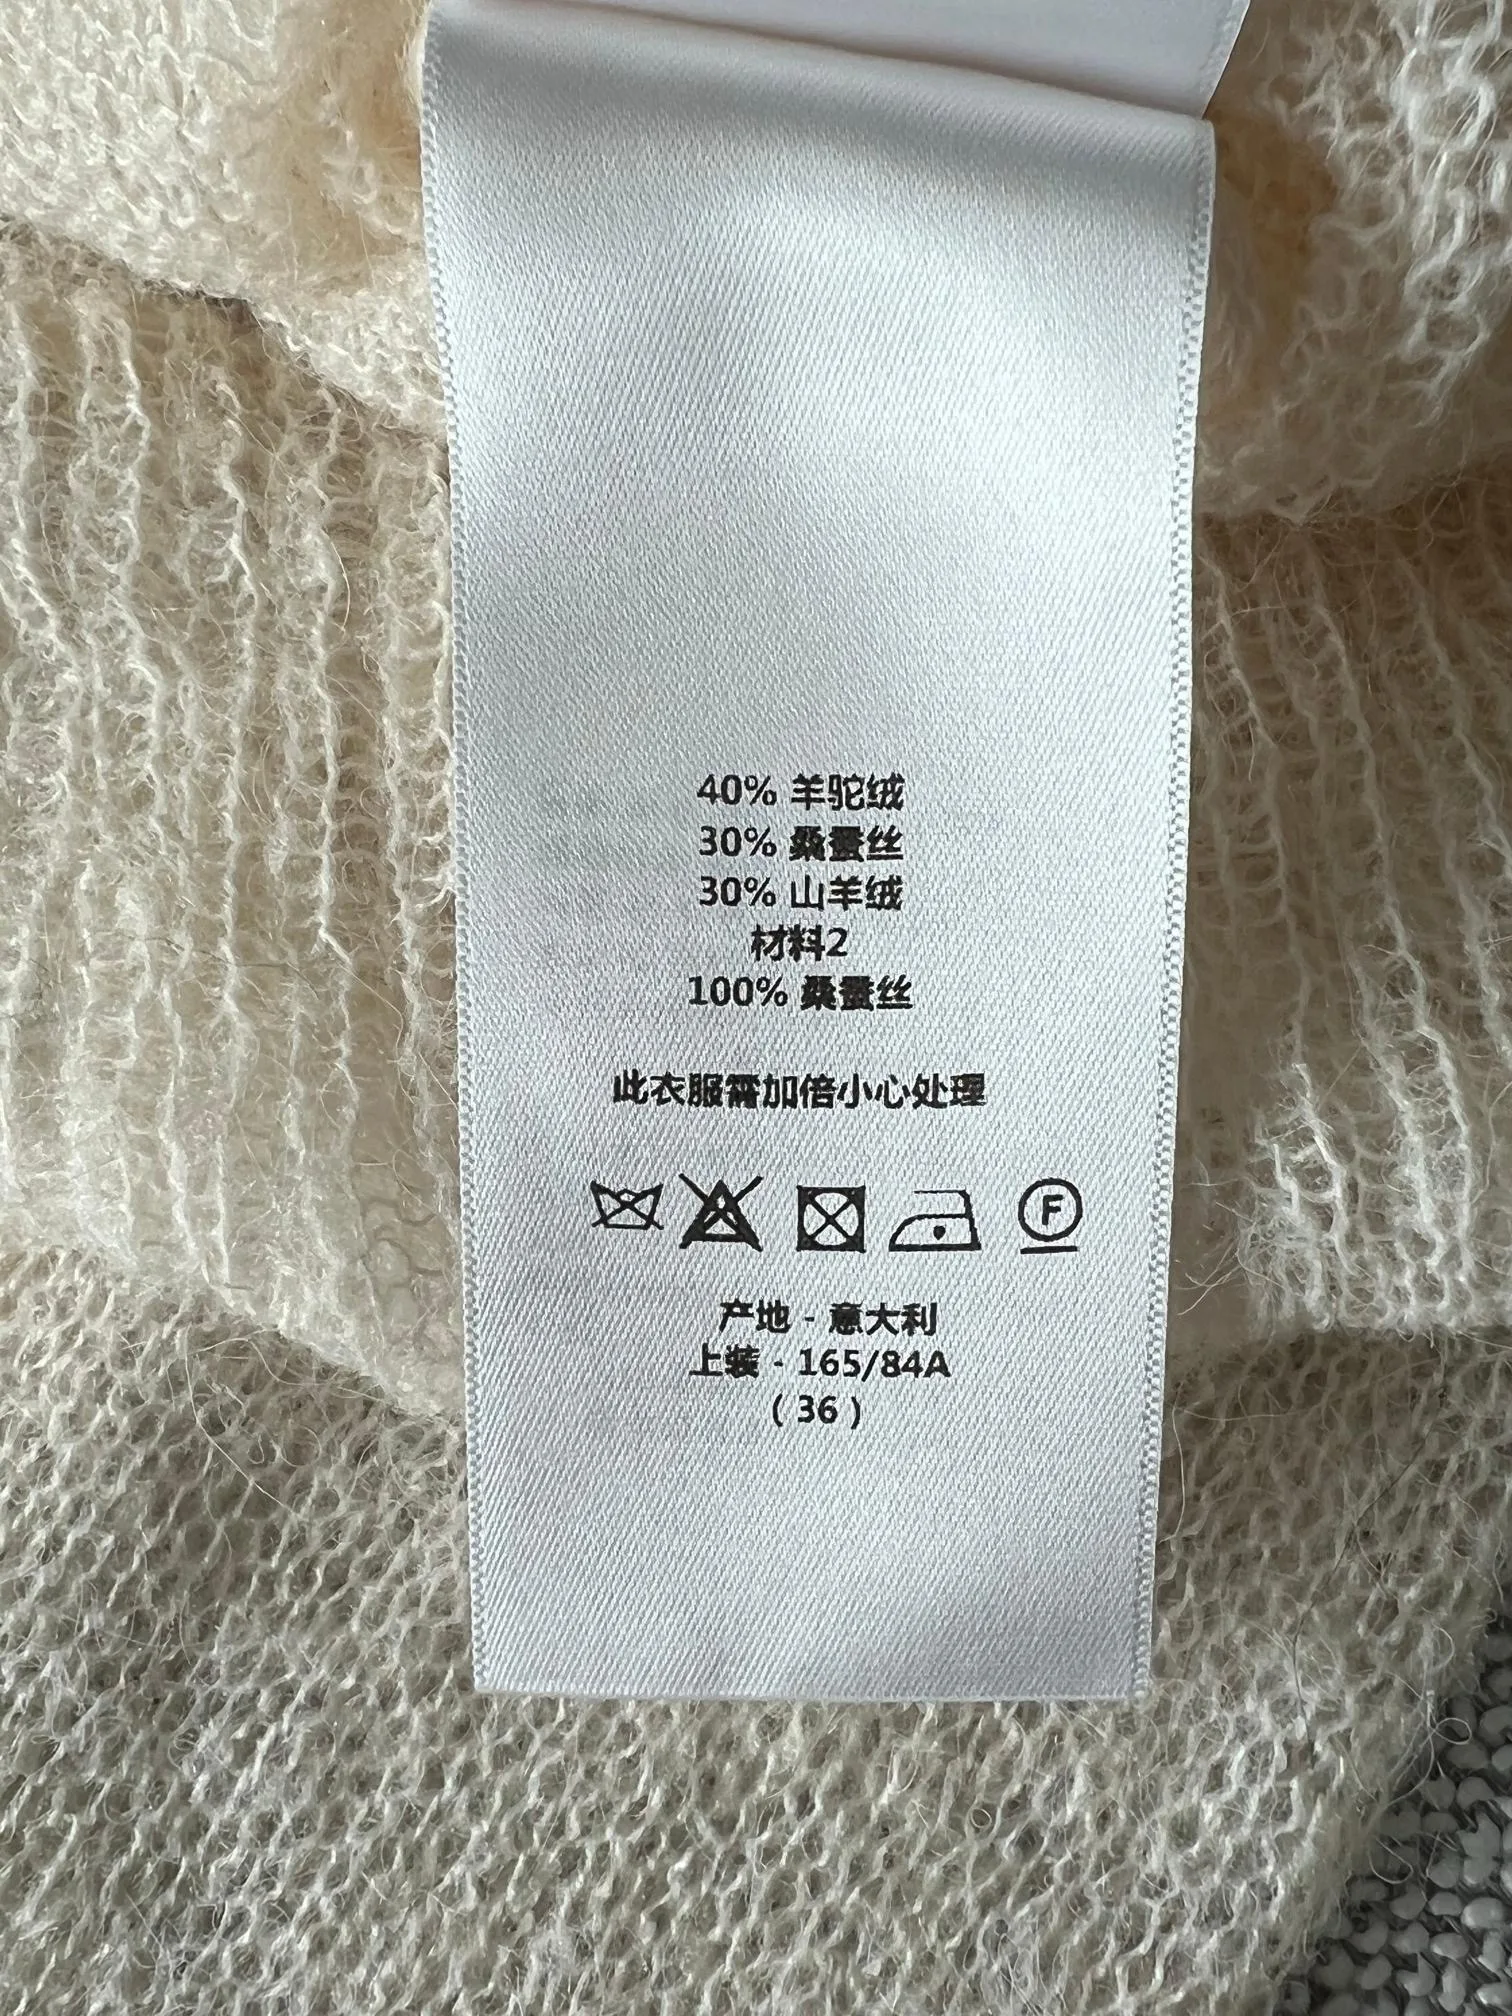 40% 羊驼绒
30% 桑蚕丝
30% 山羊绒
材料2
100% 桑蚕丝
此衣服需加倍小心处理
F
产地 - 意大利
上装 - 165/84A
( 36 )